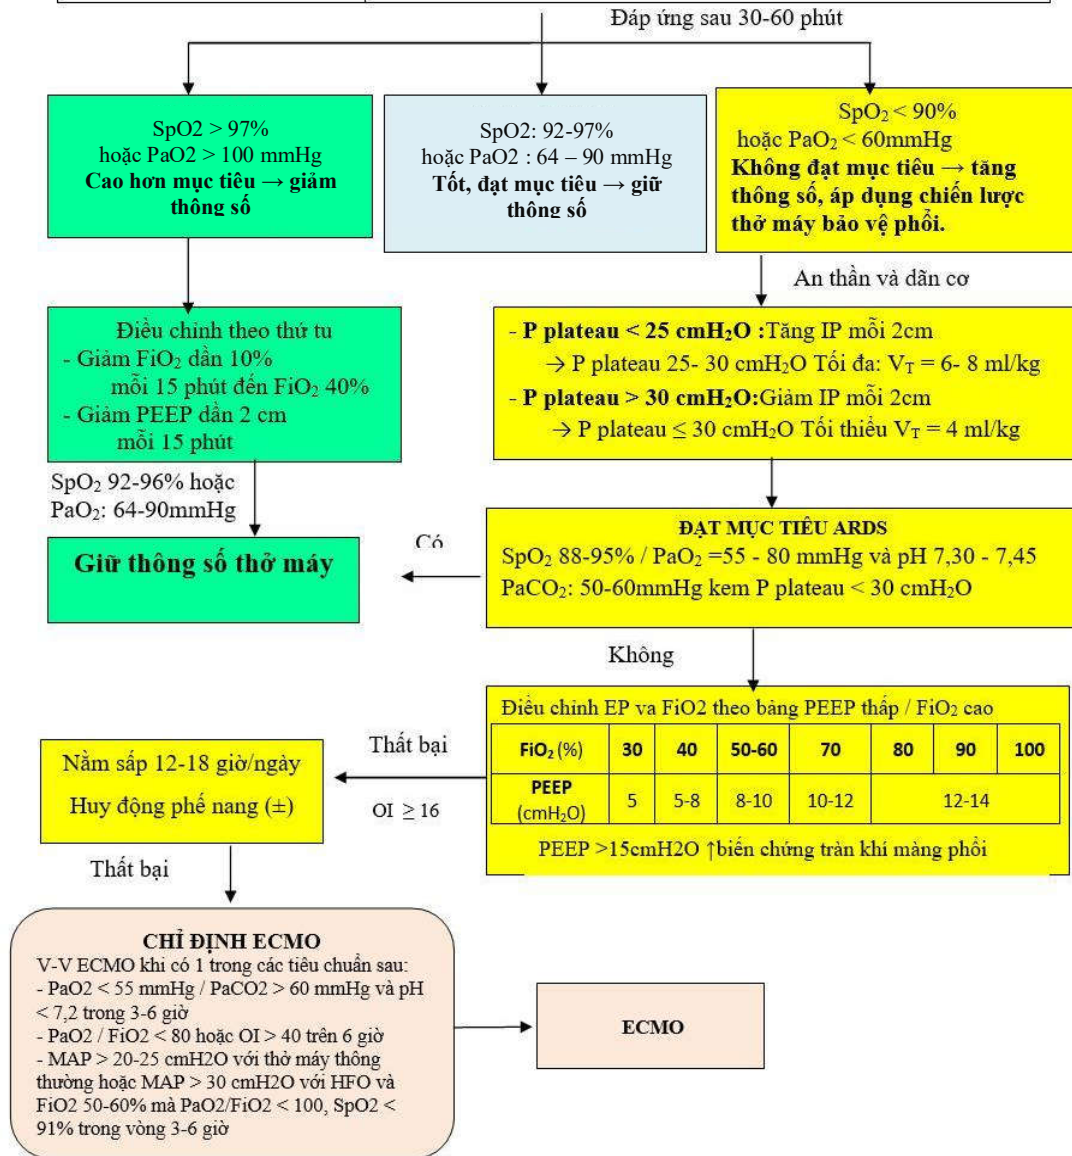 Đáp ứng sau 30-60 phút
SpO2 > 97%
hoặc PaO2 > 100 mmHg
Cao hơn mục tiêu → giảm
thông số
SpO2: 92-97%
hoặc PaO2 : 64 – 90 mmHg
Tốt, đạt mục tiêu → giữ
thông số
SpO₂ < 90%
hoặc PaO₂ < 60mmHg
Không đạt mục tiêu → tăng
thông số, áp dụng chiến lược
thở máy bảo vệ phổi.
An thần và dãn cơ
Điều chỉnh theo thứ tu
- Giảm FiO₂ dần 10%
mỗi 15 phút đến FiO₂ 40%
- Giảm PEEP dần 2 cm
mỗi 15 phút
- P plateau < 25 cmH₂O :Tăng IP mỗi 2cm
→ P plateau 25- 30 cmH₂O Tối đa: V_T = 6- 8 ml/kg
- P plateau > 30 cmH₂O:Giảm IP mỗi 2cm
→ P plateau ≤ 30 cmH₂O Tối thiểu V_T = 4 ml/kg
SpO₂ 92-96% hoặc
PaO₂: 64-90mmHg
Giữ thông số thở máy
Có
ĐẠT MỤC TIÊU ARDS
SpO₂ 88-95% / PaO₂ =55 - 80 mmHg và pH 7,30 - 7,45
PaCO₂: 50-60mmHg kem P plateau < 30 cmH₂O
Không
Điều chỉnh EP va FiO2 theo bảng PEEP thấp / FiO₂ cao
FiO₂ (%) 30 40 50-60 70 80 90 100
PEEP
(cmH₂O) 5 5-8 8-10 10-12 12-14
PEEP >15cmH2O ↑biến chứng tràn khí màng phổi
Thất bại
OI ≥ 16
Nằm sấp 12-18 giờ/ngày
Huy động phế nang (±)
Thất bại
CHỈ ĐỊNH ECMO
V-V ECMO khi có 1 trong các tiêu chuẩn sau:
- PaO2 < 55 mmHg / PaCO2 > 60 mmHg và pH
< 7,2 trong 3-6 giờ
- PaO2 / FiO2 < 80 hoặc OI > 40 trên 6 giờ
- MAP > 20-25 cmH2O với thở máy thông
thường hoặc MAP > 30 cmH2O với HFO và
FiO2 50-60% mà PaO2/FiO2 < 100, SpO2 <
91% trong vòng 3-6 giờ
ECMO